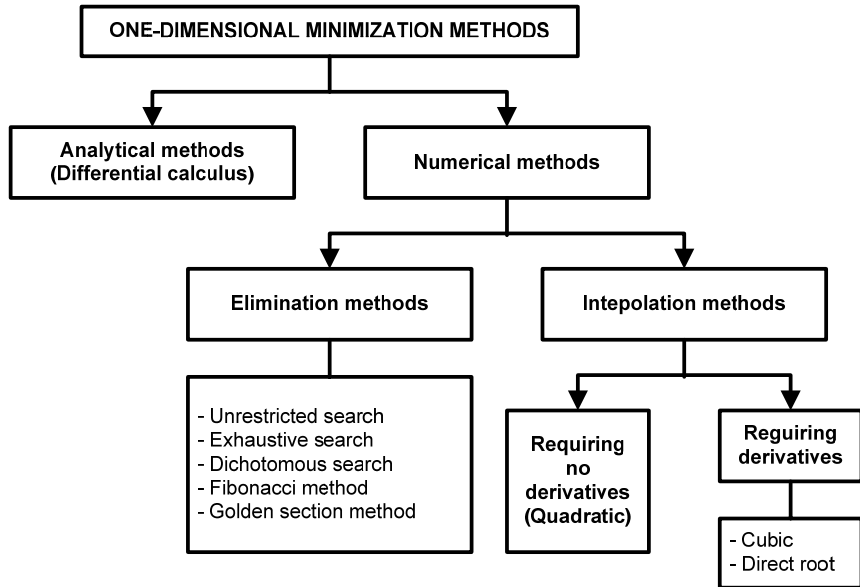 ONE-DIMENSIONAL MINIMIZATION METHODS
Analytical methods
(Differential calculus)
Numerical methods
Elimination methods
Intepolation methods
- Unrestricted search
- Exhaustive search
- Dichotomous search
- Fibonacci method
- Golden section method
Requiring
no
derivatives
(Quadratic)
Reguiring
derivatives
- Cubic
- Direct root